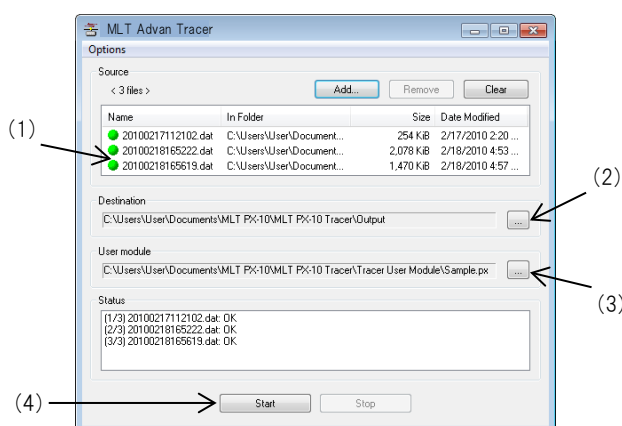 MLT Advan Tracer
Options
Source
< 3 files >
Add...
Remove
Clear
Name In Folder Size Date Modified
20100217112102.dat C:\Users\User\Document... 254 KiB 2/17/2010 2:20 ...
20100218165222.dat C:\Users\User\Document... 2,078 KiB 2/18/2010 4:53 ...
20100218165619.dat C:\Users\User\Document... 1,470 KiB 2/18/2010 4:57 ...
(1)
(2)
Destination
C:\Users\User\Documents\MLT PX-10\MLT PX-10 Tracer\Output
...
User module
C:\Users\User\Documents\MLT PX-10\MLT PX-10 Tracer\Tracer User Module\Sample.px
...
(3)
Status
(1/3) 20100217112102.dat: OK
(2/3) 20100218165222.dat: OK
(3/3) 20100218165619.dat: OK
(4)
Start
Stop